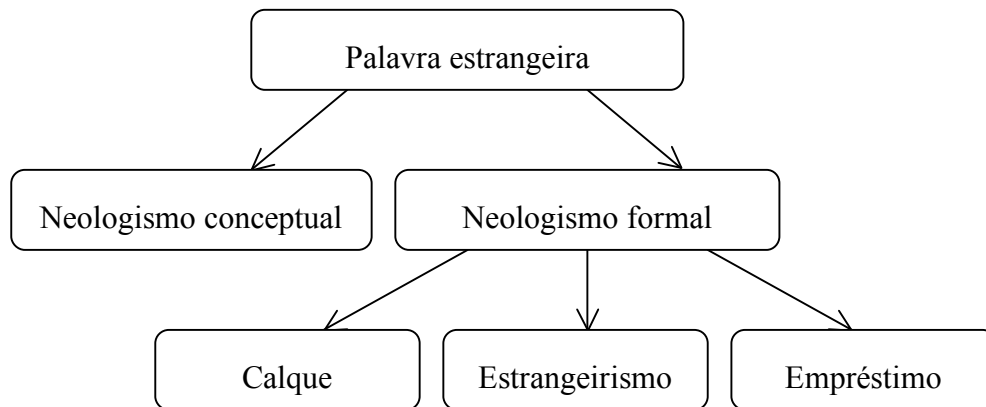 Palavra estrangeira
Neologismo conceptual
Neologismo formal
Calque
Estrangeirismo
Empréstimo